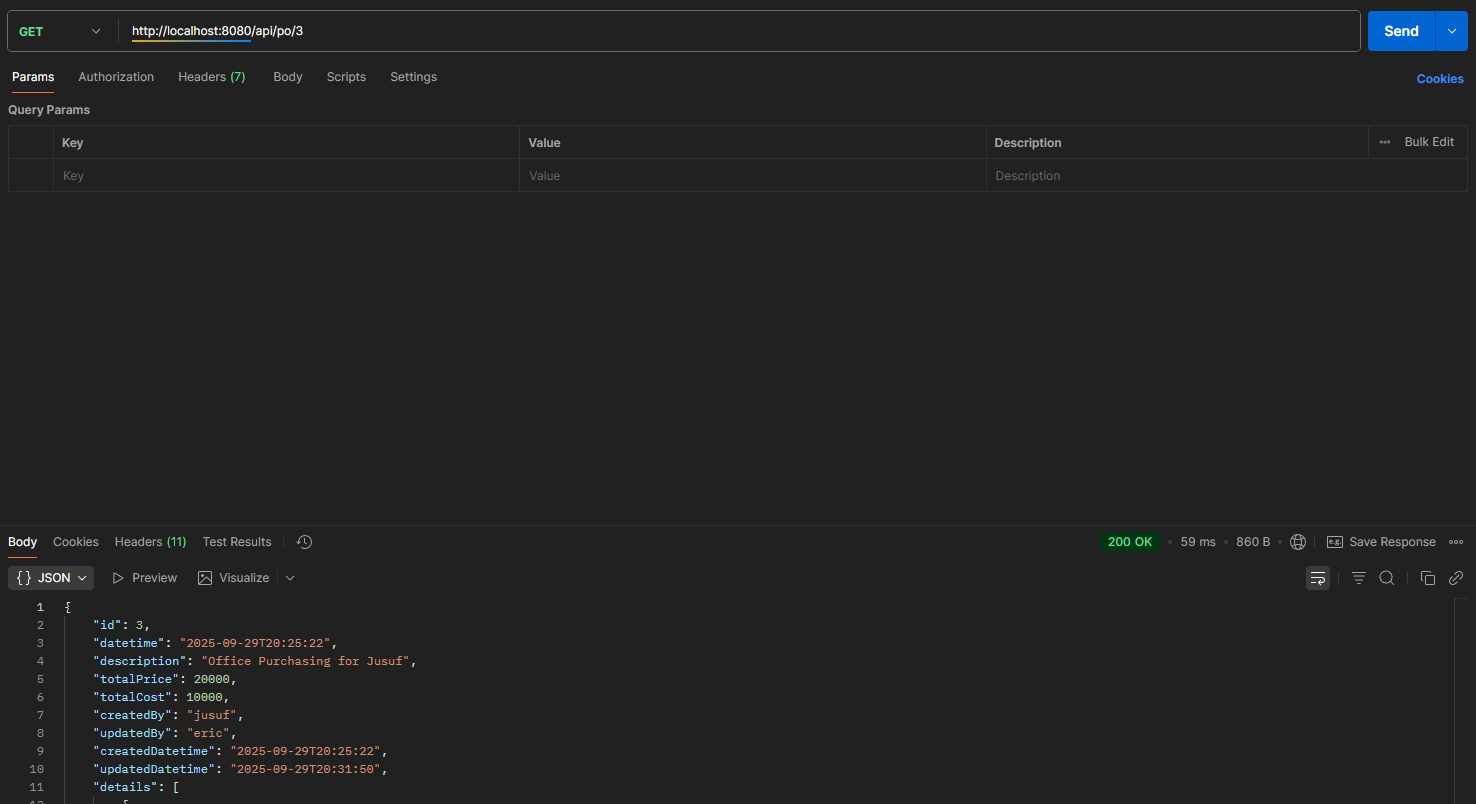 GET http://localhost:8080/api/po/3 Send
Params Authorization Headers (7) Body Scripts Settings Cookies
Query Params
Key Value Description Bulk Edit
Key Value Description
Body Cookies Headers (11) Test Results 200 OK • 59 ms • 860 B • e.g. Save Response
{} JSON Preview Visualize
1 {
2 "id": 3,
3 "datetime": "2025-09-29T20:25:22",
4 "description": "Office Purchasing for Jusuf",
5 "totalPrice": 20000,
6 "totalCost": 10000,
7 "createdBy": "jusuf",
8 "updatedBy": "eric",
9 "createdDatetime": "2025-09-29T20:25:22",
10 "updatedDatetime": "2025-09-29T20:31:50",
11 "details": [
12 {